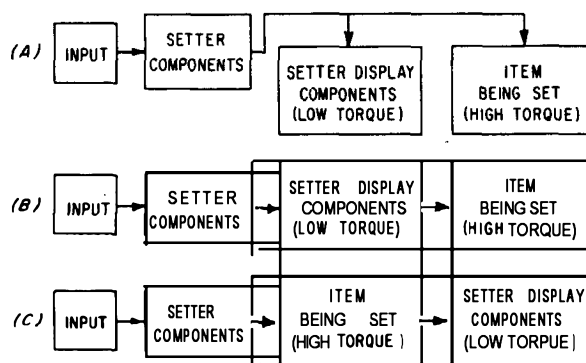 (A) INPUT
SETTER
COMPONENTS
SETTER DISPLAY
COMPONENTS
(LOW TORQUE)
ITEM
BEING SET
(HIGH TORQUE)
(B) INPUT
SETTER
COMPONENTS
SETTER DISPLAY
COMPONENTS
(LOW TORQUE)
ITEM
BEING SET
(HIGH TORQUE)
(C) INPUT
SETTER
COMPONENTS
ITEM
BEING SET
(HIGH TORQUE)
SETTER DISPLAY
COMPONENTS
(LOW TORPUE)